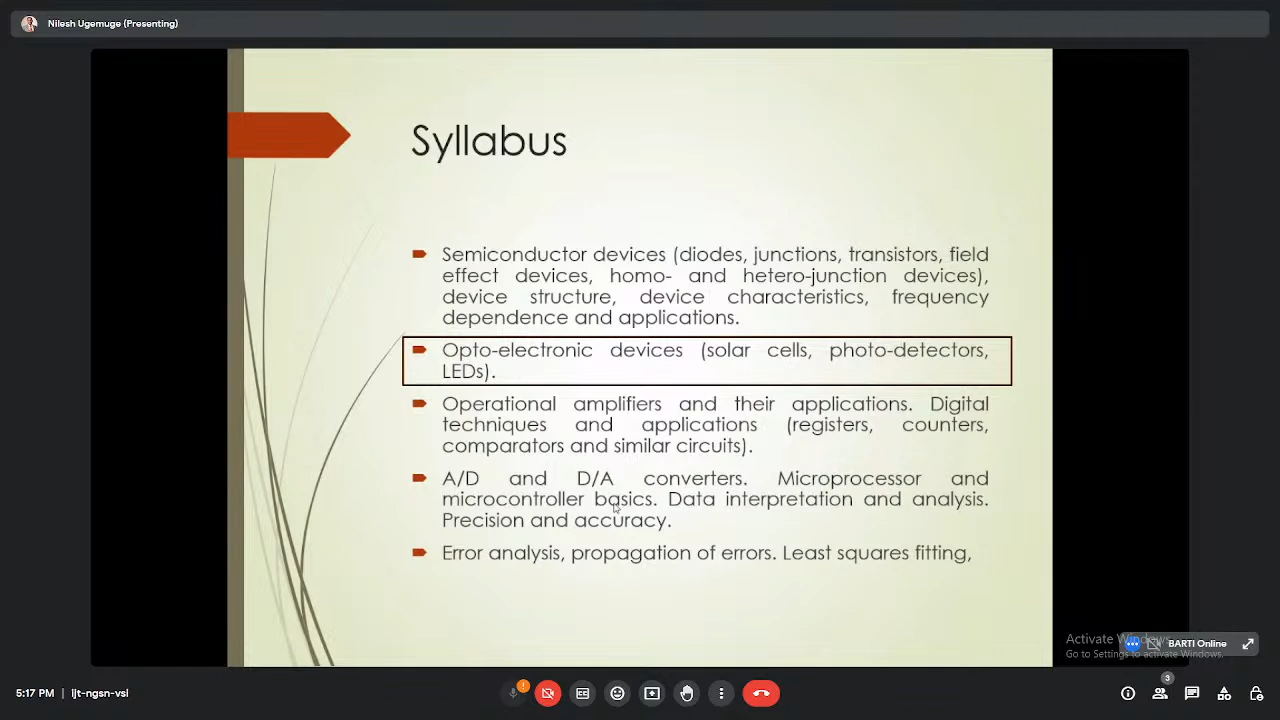 Nilesh Ugemuge (Presenting)
Syllabus
Semiconductor devices (diodes, junctions, transistors, field
effect devices, homo- and hetero-junction devices),
device structure, device characteristics, frequency
dependence and applications.
Opto-electronic devices (solar cells, photo-detectors,
LEDs).
Operational amplifiers and their applications. Digital
techniques and applications (registers, counters,
comparators and similar circuits).
A/D and D/A converters. Microprocessor and
microcontroller basics. Data interpretation and analysis.
Precision and accuracy.
Error analysis, propagation of errors. Least squares fitting,
Activate Windows
Go to Settings to activate Windows.
BARTI Online
3
5:17 PM | ljt-ngsn-vsi